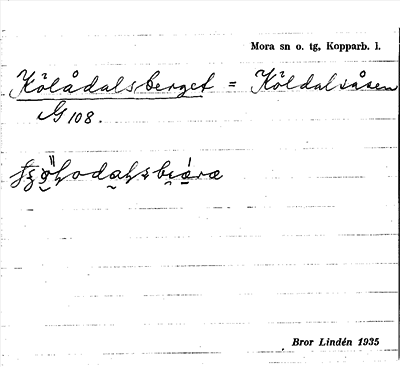 Mora sn o. tg, Kopparb. l.
Kölådalsberget = Köldalsåsen
G 108.
Bror Lindén 1935